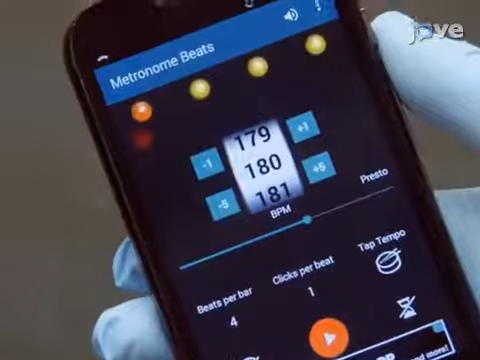 jove
Metronome Beats
179
-1 180 +1
-5 181 +5
BPM
Presto
Tap Tempo
Beats per bar
4
Clicks per beat
1
more!